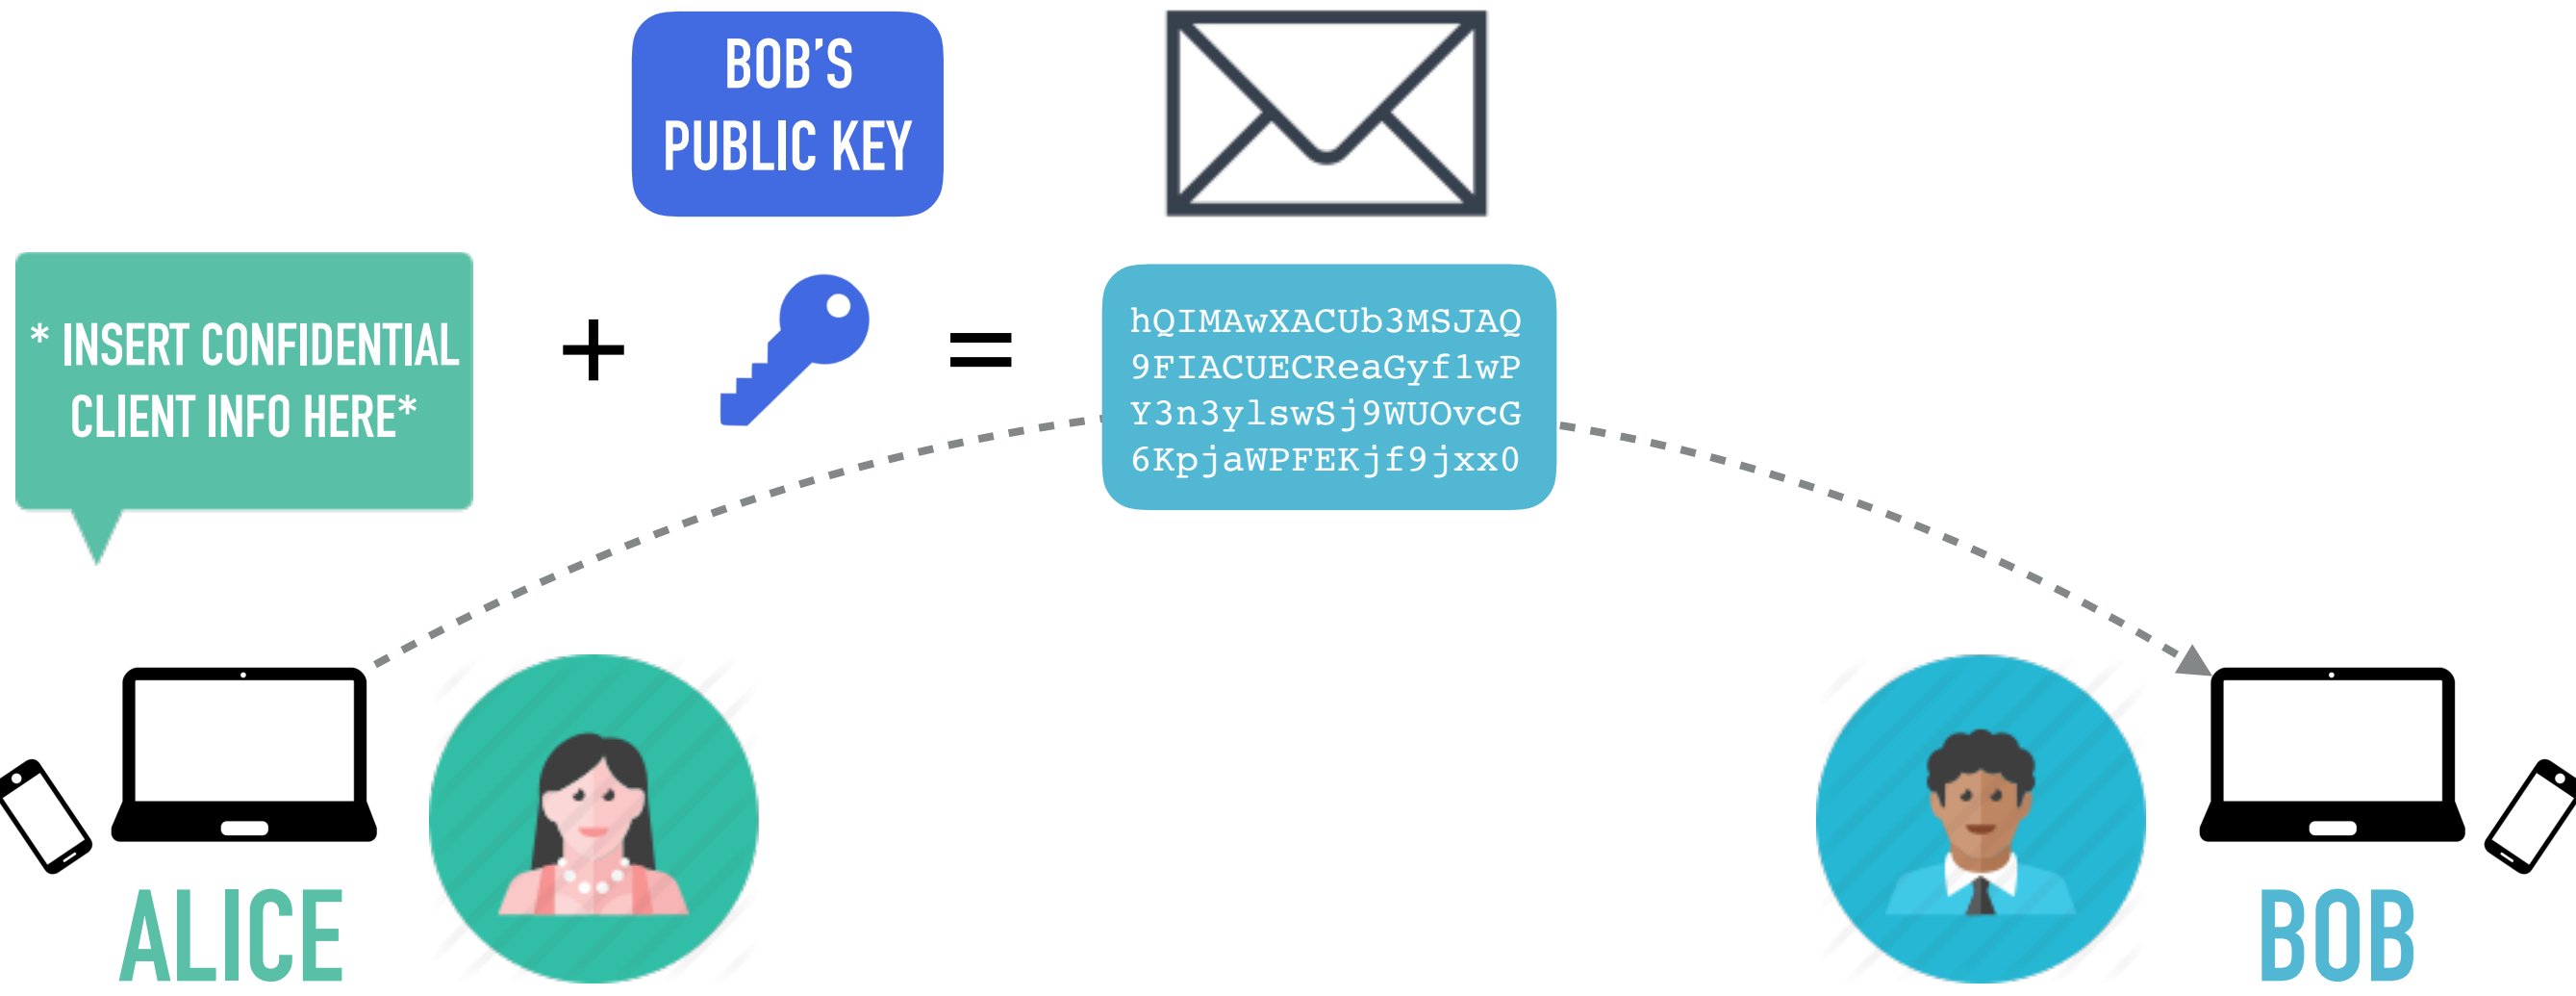 BOB'S
PUBLIC KEY
* INSERT CONFIDENTIAL
CLIENT INFO HERE*
+
=
hQIMAwXACUb3MSJAQ
9FIACUECReaGyf1wP
Y3n3ylswSj9WUOvcG
6KpjaWPFEKjf9jxx0
ALICE
BOB